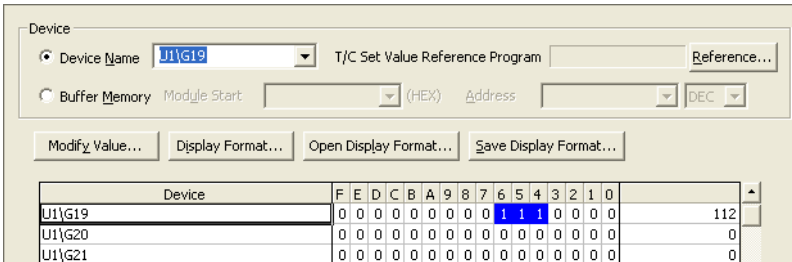 Device
Device Name U1\G19 T/C Set Value Reference Program Reference...
Buffer Memory Module Start (HEX) Address DEC
Modify Value... Display Format... Open Display Format... Save Display Format...
Device F E D C B A 9 8 7 6 5 4 3 2 1 0
U1\G19 0 0 0 0 0 0 0 0 0 1 1 1 0 0 0 0 112
U1\G20 0 0 0 0 0 0 0 0 0 0 0 0 0 0 0 0 0
U1\G21 0 0 0 0 0 0 0 0 0 0 0 0 0 0 0 0 0